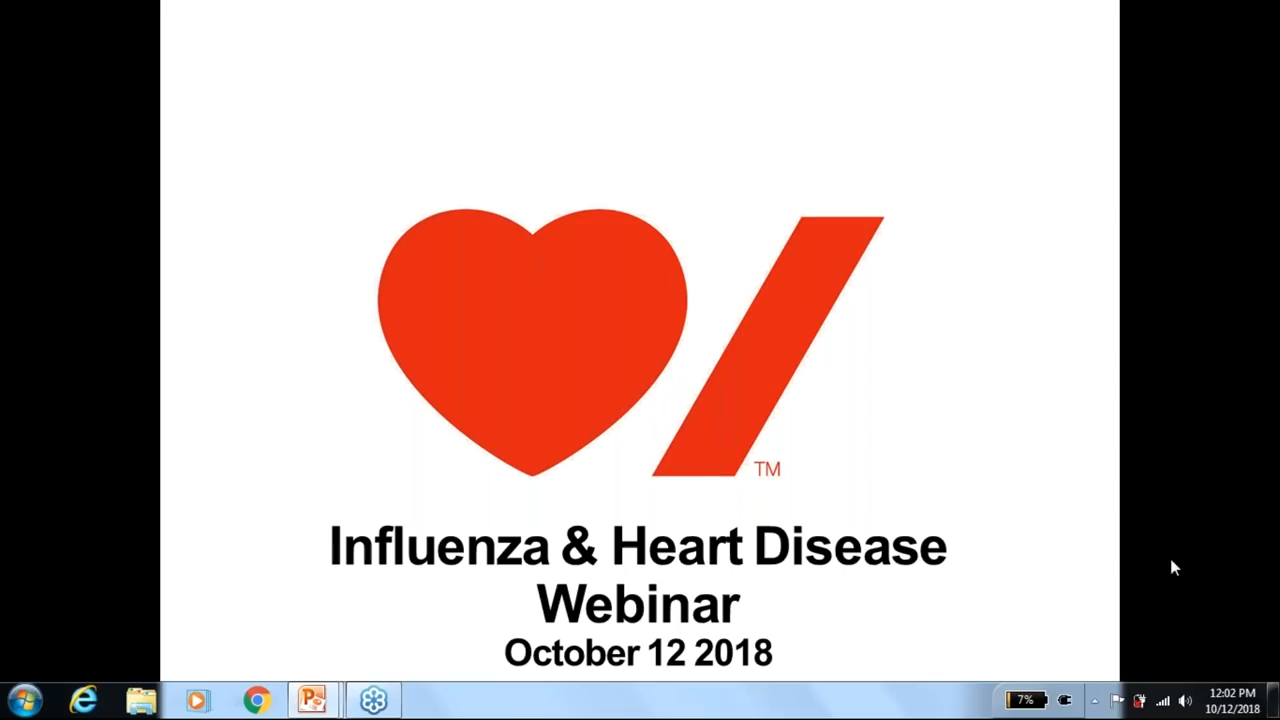 TM
Influenza & Heart Disease
Webinar
October 12 2018
7%
12:02 PM
10/12/2018